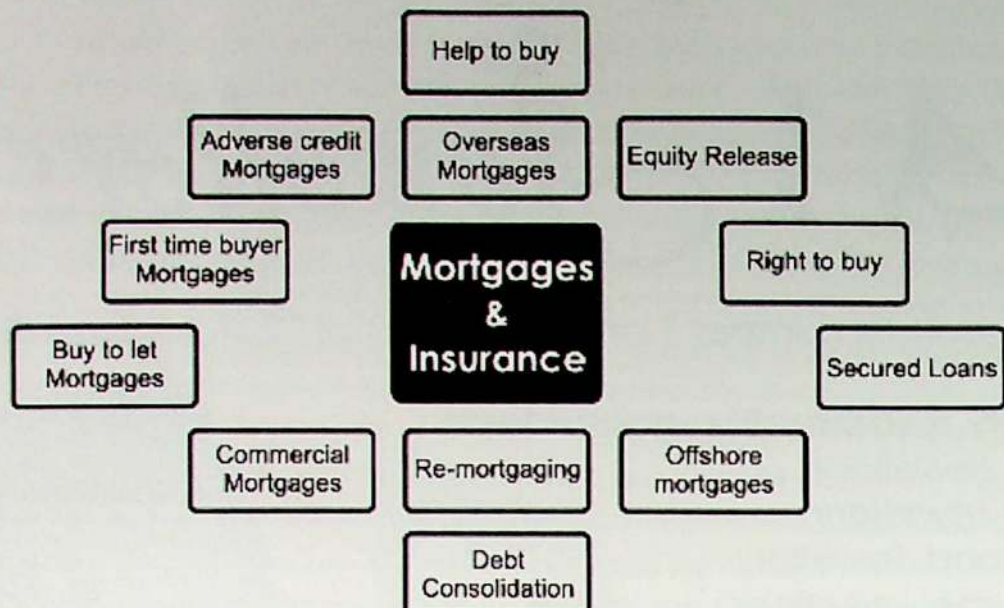 Help to buy
Adverse credit
Mortgages
Overseas
Mortgages
Equity Release
First time buyer
Mortgages
Mortgages
&
Insurance
Right to buy
Buy to let
Mortgages
Secured Loans
Commercial
Mortgages
Re-mortgaging
Offshore
mortgages
Debt
Consolidation